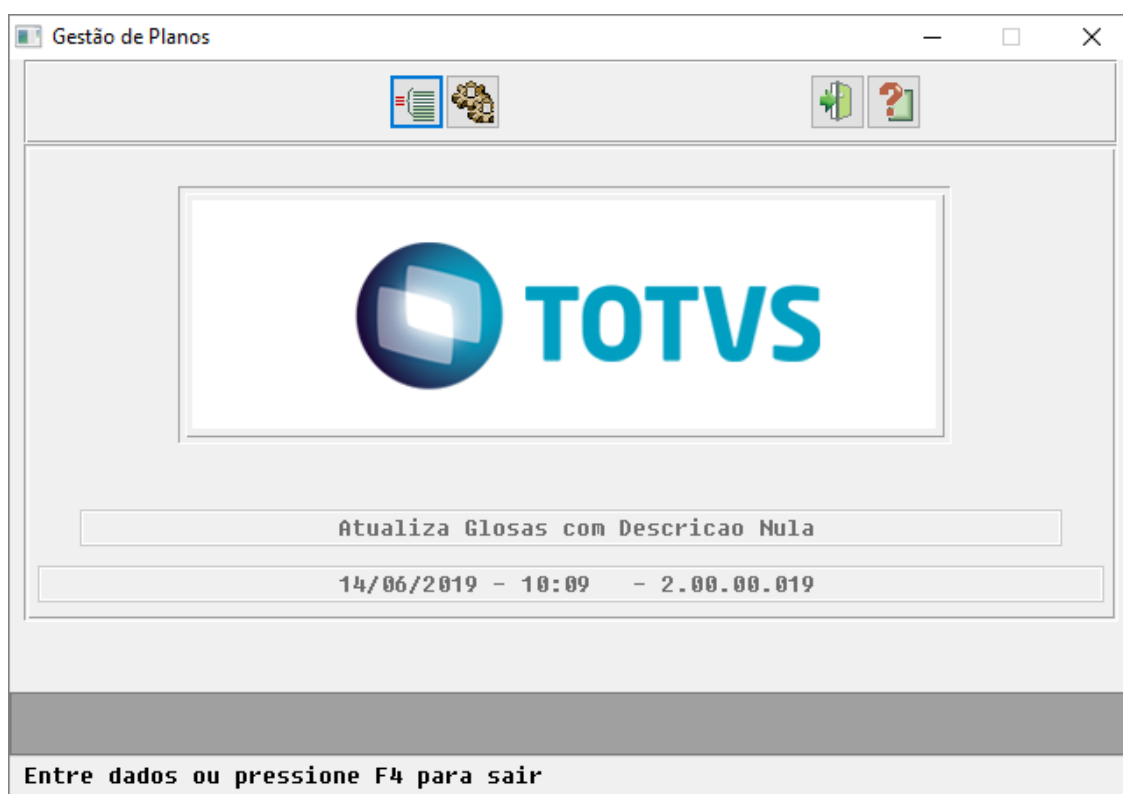 Gestão de Planos
TOTVS
Atualiza Glosas com Descricao Nula
14/06/2019 - 10:09 - 2.00.00.019
Entre dados ou pressione F4 para sair